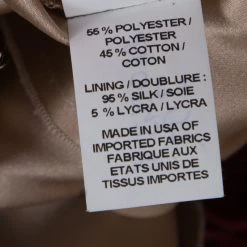 55 % POLYESTER /
POLYESTER
45 % COTTON /
COTON
LINING / DOUBLURE :
95 % SILK / SOIE
5 % LYCRA / LYCRA
MADE IN USA OF
IMPORTED FABRICS
FABRIQUE AUX
ETATS UNIS DE
TISSUS IMPORTES